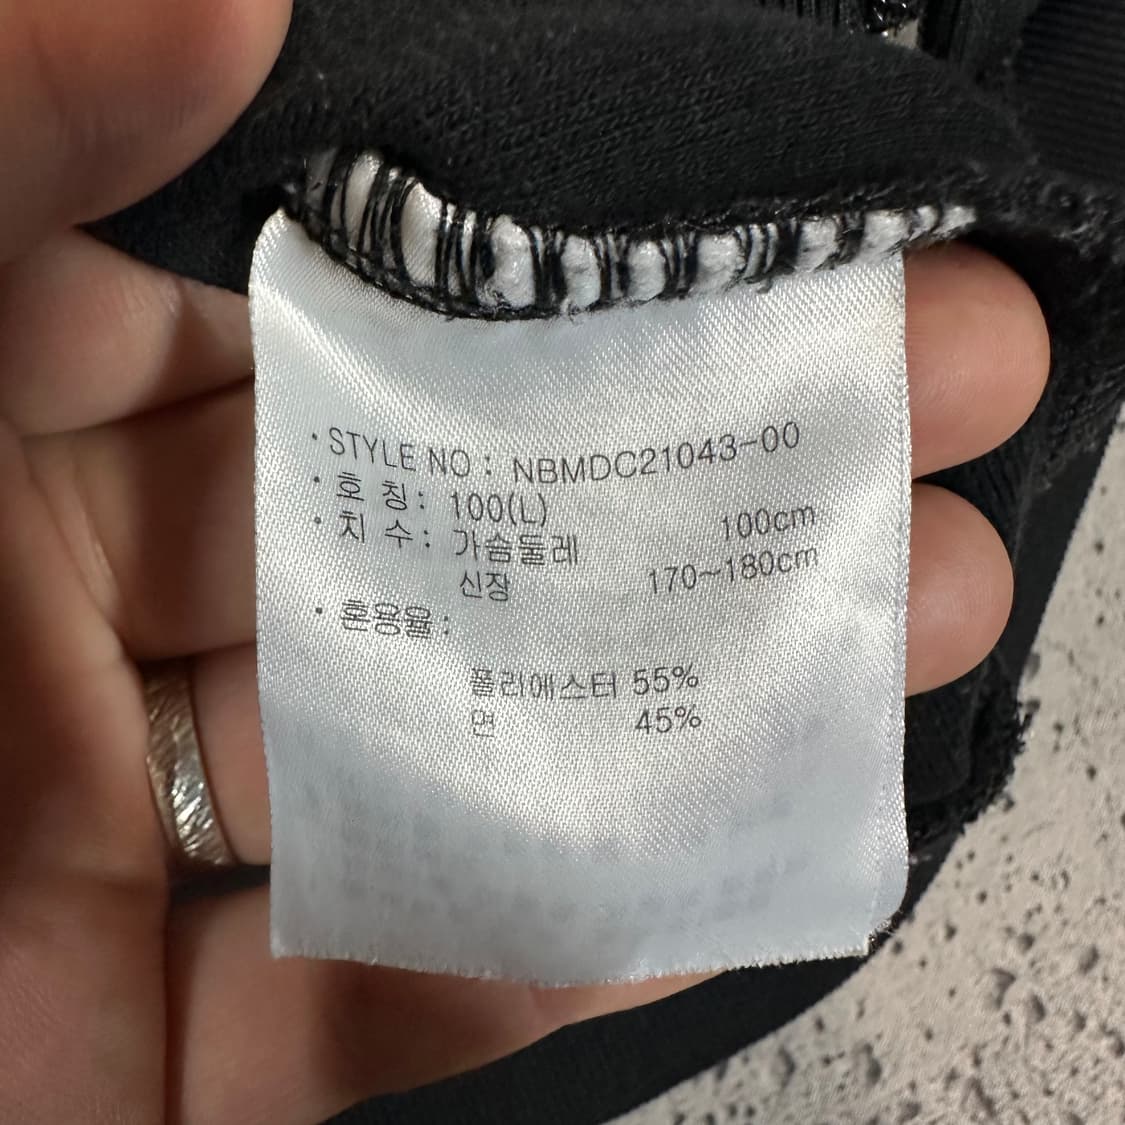 · STYLE NO : NBMDC21043-00
· 호 칭 : 100(L)
· 치 수 : 가슴둘레 100cm
신장 170~180cm
· 혼용율 :
폴리에스터 55%
면 45%